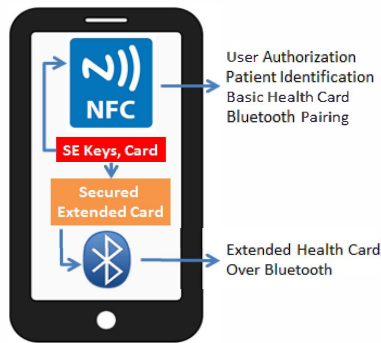 NFC
SE Keys, Card
Secured
Extended Card
User Authorization
Patient Identification
Basic Health Card
Bluetooth Pairing
Extended Health Card
Over Bluetooth